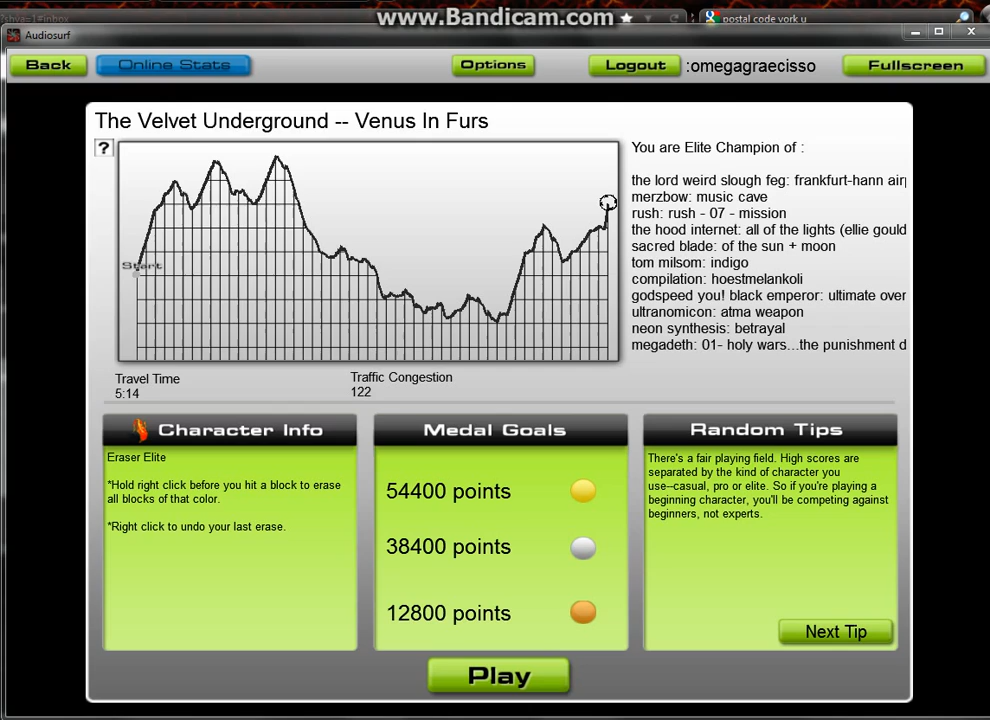 www.Bandicam.com
?shva=1#inbox
postal code york u
Audiosurf
Back
Online Stats
Options
Logout
:omegagraecisso
Fullscreen
The Velvet Underground -- Venus In Furs
?
Start
You are Elite Champion of :
the lord weird slough feg: frankfurt-hann air
merzbow: music cave
rush: rush - 07 - mission
the hood internet: all of the lights (ellie gould
sacred blade: of the sun + moon
tom milsom: indigo
compilation: hoestmelankoli
godspeed you! black emperor: ultimate over
ultranomicon: atma weapon
neon synthesis: betrayal
megadeth: 01- holy wars...the punishment d
Travel Time
5:14
Traffic Congestion
122
Character Info
Eraser Elite
*Hold right click before you hit a block to erase
all blocks of that color.
*Right click to undo your last erase.
Medal Goals
54400 points
38400 points
12800 points
Random Tips
There's a fair playing field. High scores are
separated by the kind of character you
use--casual, pro or elite. So if you're playing a
beginning character, you'll be competing against
beginners, not experts.
Next Tip
Play